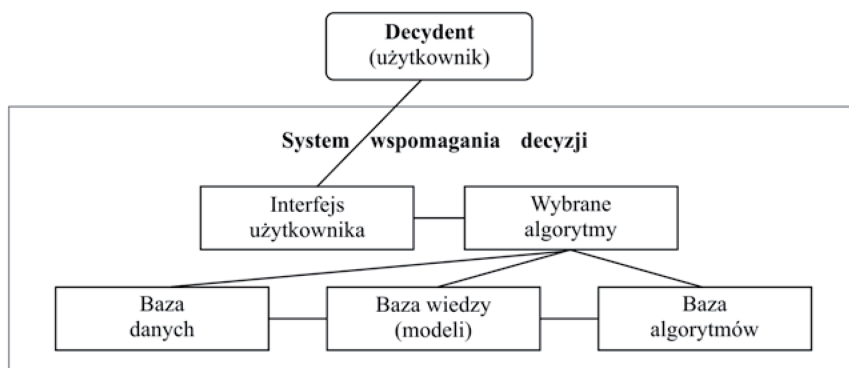 Decydent
(użytkownik)
System wspomagania decyzji
Interfejs
użytkownika
Wybrane
algorytmy
Baza
danych
Baza wiedzy
(modeli)
Baza
algorytmów